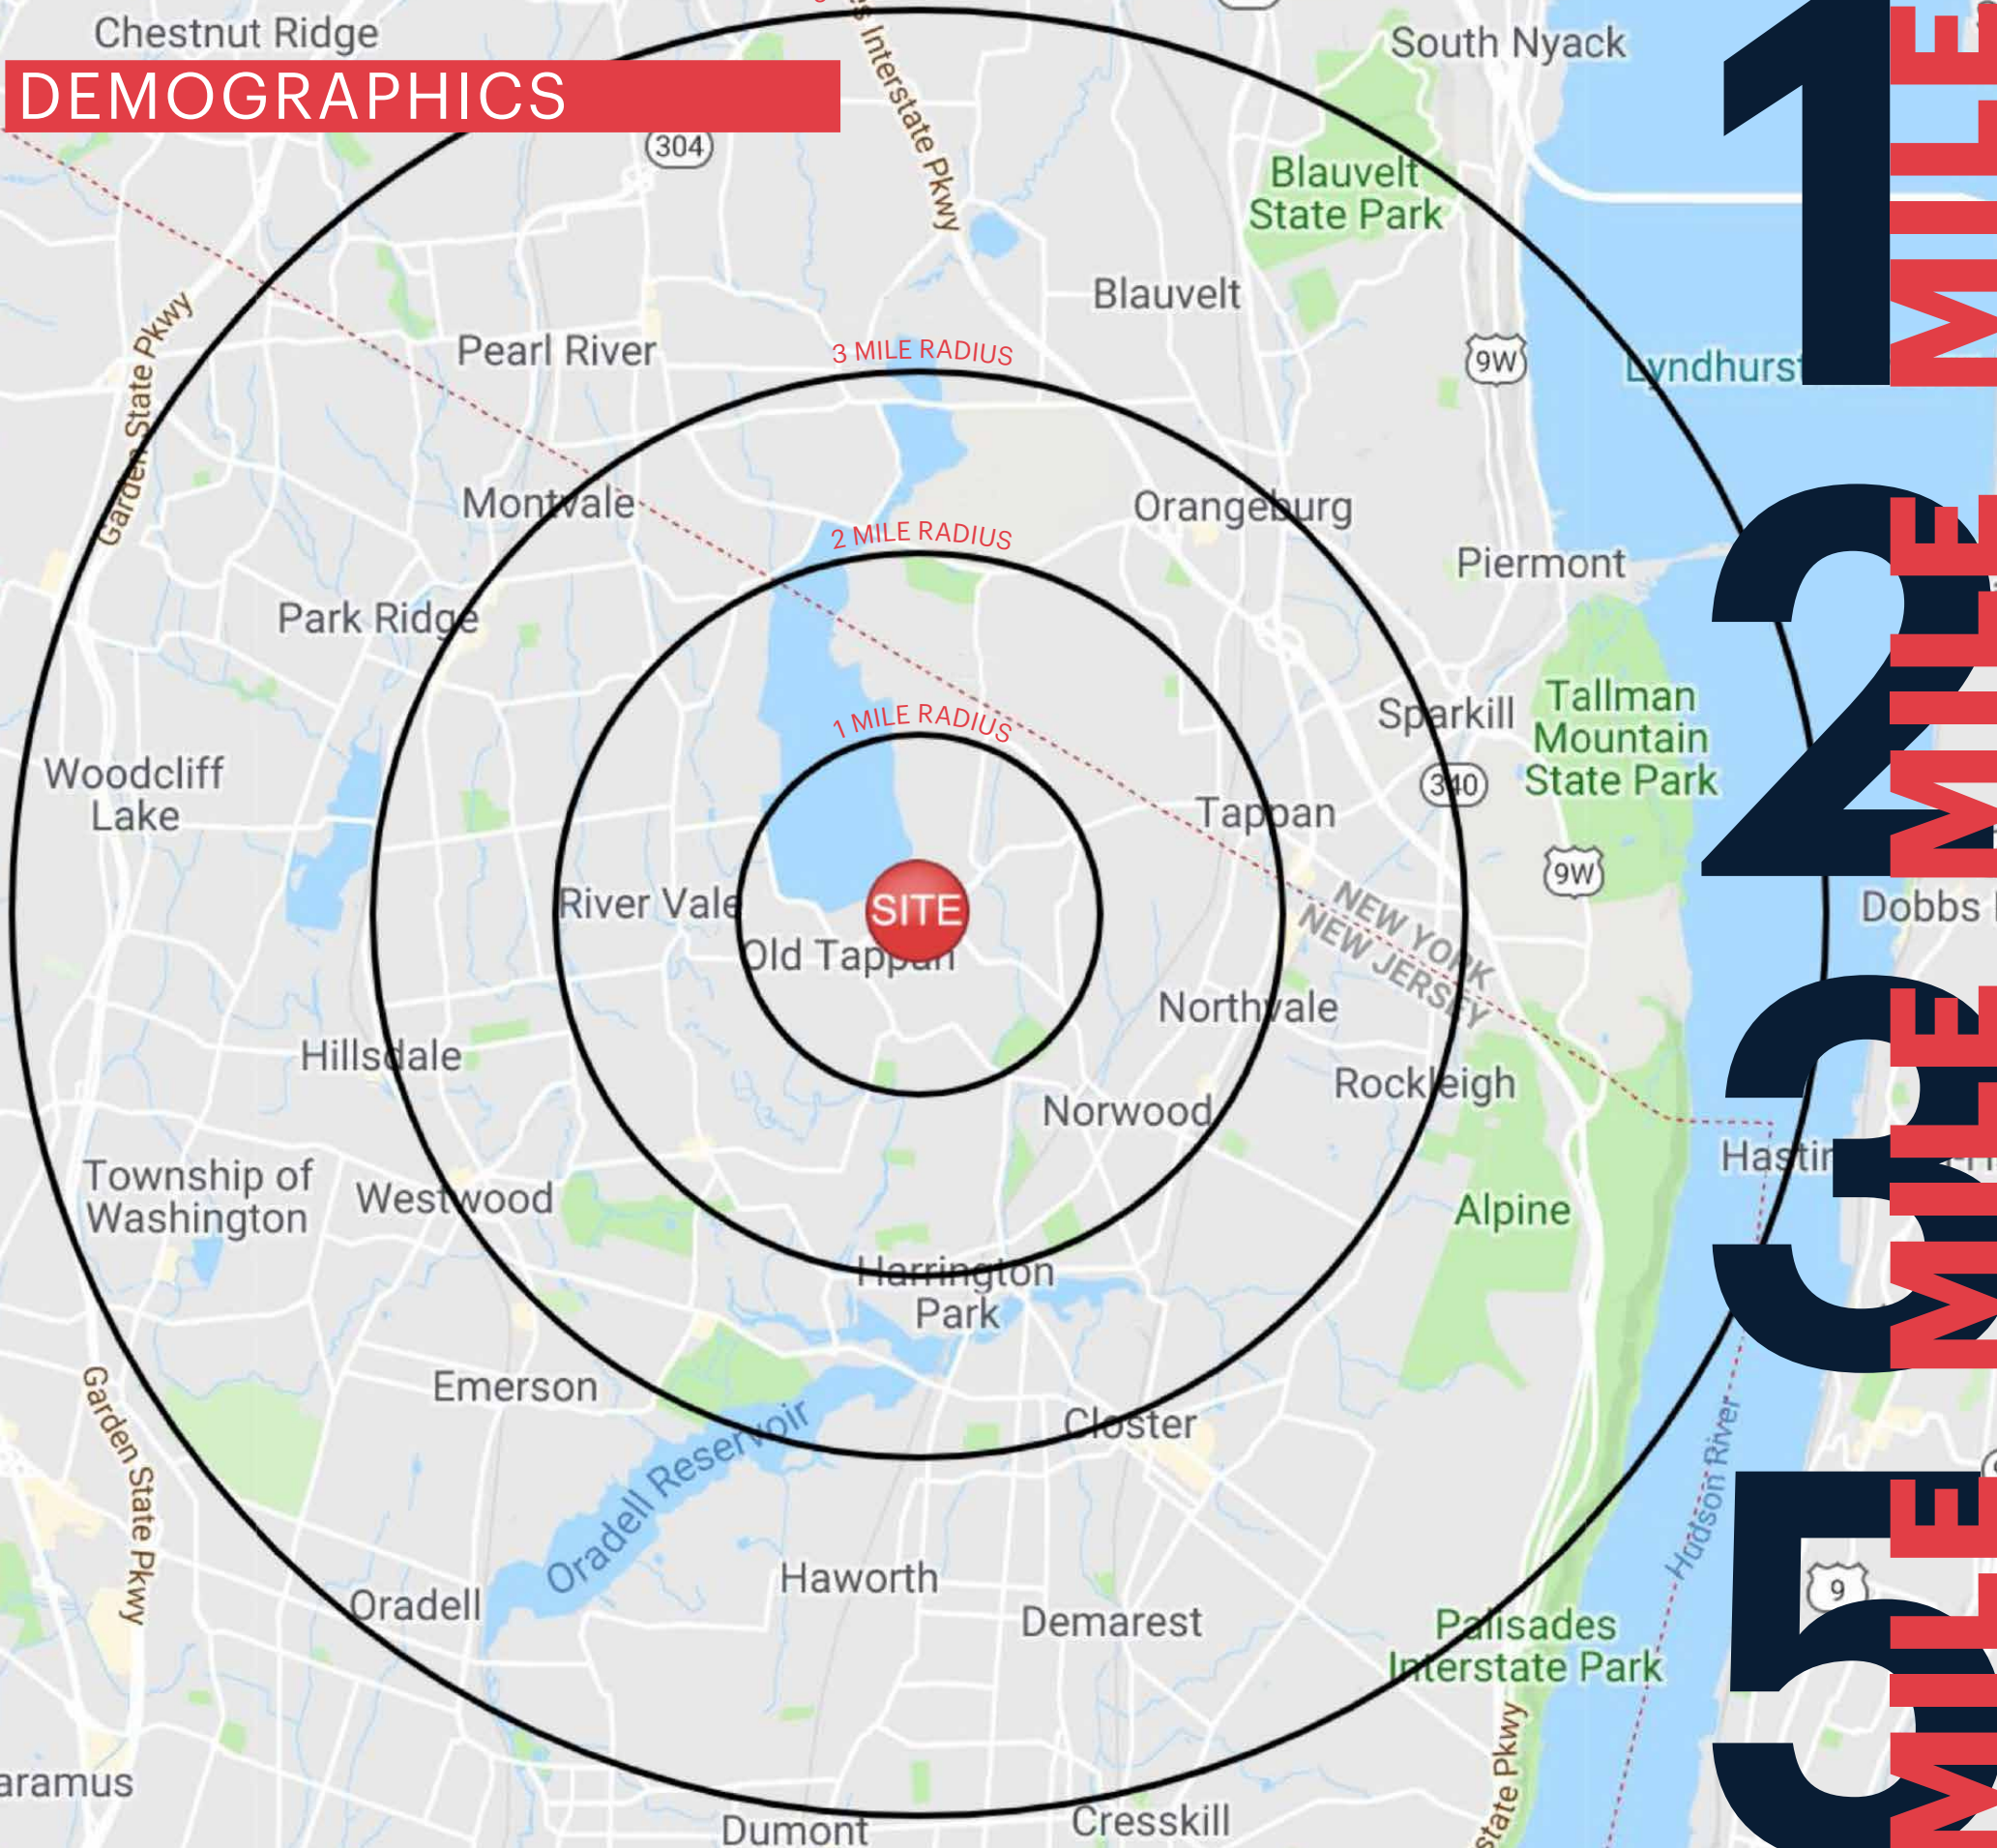 Chestnut Ridge
South Nyack
DEMOGRAPHICS
Interstate Pkwy
304
Blauvelt
State Park
Blauvelt
Garden State Pkwy
Pearl River
3 MILE RADIUS
9W
Lyndhurst
1 MILE
Montvale
Orangeburg
2 MILE RADIUS
Piermont
Park Ridge
Sparkill
Tallman
Mountain
State Park
1 MILE RADIUS
2 MILE
Woodcliff
Lake
340
Tappan
9W
River Vale
SITE
Dobbs
Old Tappan
NEW YORK
NEW JERSEY
Northvale
Hillsdale
Rockleigh
Norwood
3 MILE
Township of
Washington
Westwood
Alpine
Harrington
Park
Emerson
Closter
Garden State Pkwy
Oradell Reservoir
Hudson River
Haworth
9
Oradell
Demarest
Palisades
Interstate Park
5 MILE
State Pkwy
Dumont
Cresskill